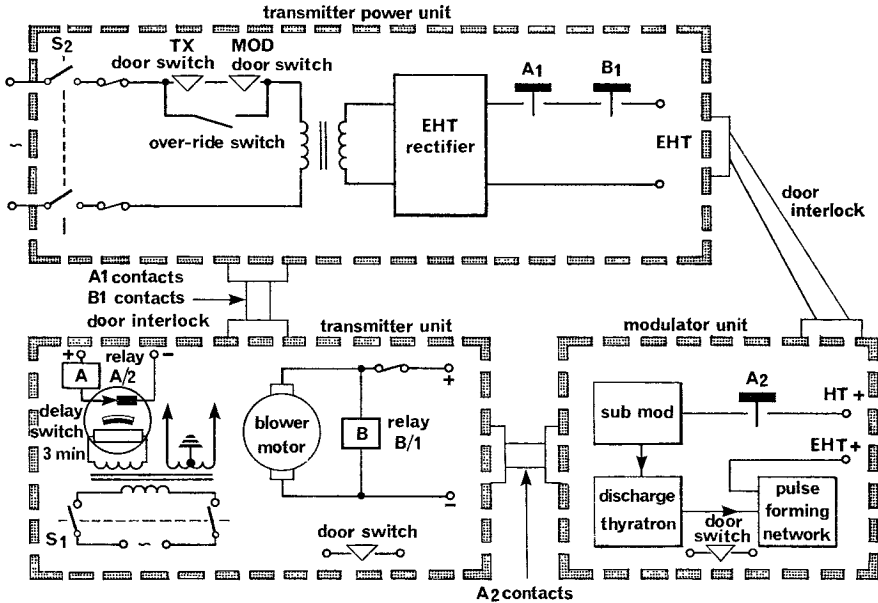 transmitter power unit
S2
TX
door switch
MOD
door switch
over-ride switch
~
EHT
rectifier
A1
B1
EHT
door
interlock
A1 contacts
B1 contacts
door interlock
transmitter unit
modulator unit
+
relay
A/2
−
A
delay
switch
3 min
S1
~
blower
motor
B
relay
B/1
+
−
door switch
A2 contacts
sub mod
A2
HT +
EHT +
discharge
thyratron
door
switch
pulse
forming
network